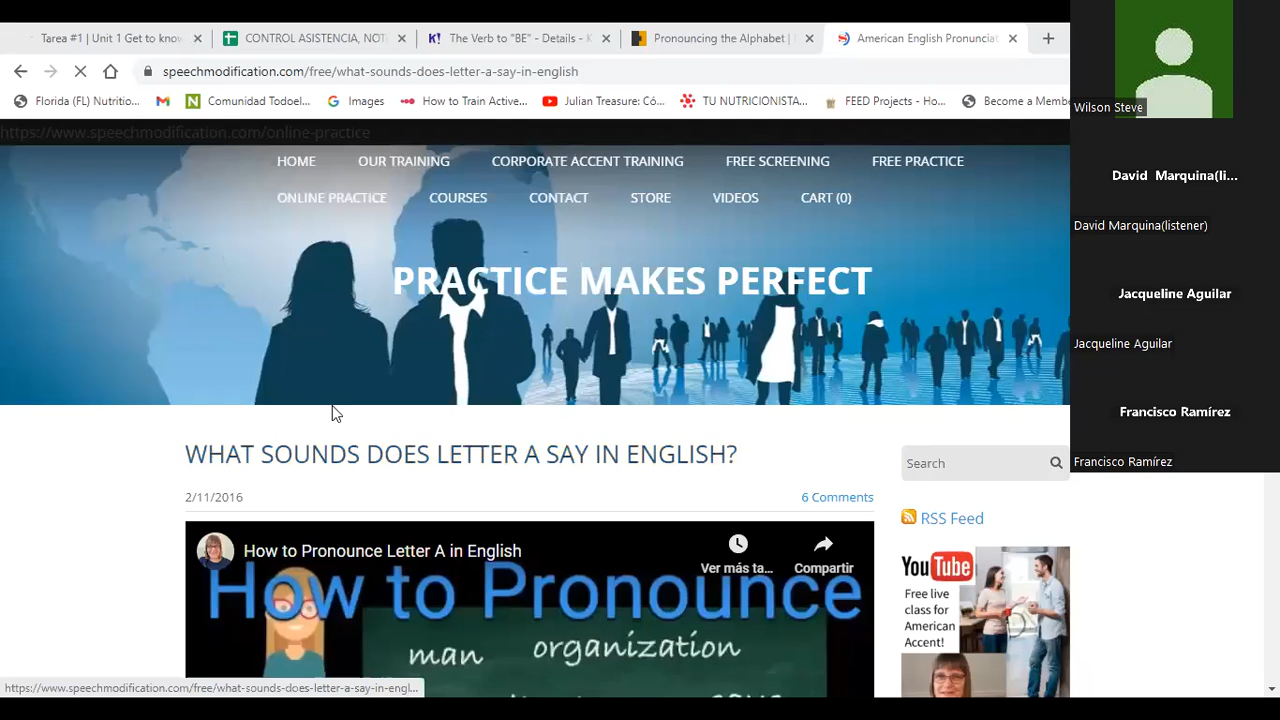 Tarea #1 | Unit 1 Get to know
CONTROL ASISTENCIA, NOT
The Verb to "BE" - Details - K
Pronouncing the Alphabet |
American English Pronunciat
speechmodification.com/free/what-sounds-does-letter-a-say-in-english
Florida (FL) Nutritio...
Comunidad Todoel...
Images
How to Train Active...
Julian Treasure: Có...
TU NUTRICIONISTA...
FEED Projects - Ho...
Become a Membe
https://www.speechmodification.com/online-practice
HOME
OUR TRAINING
CORPORATE ACCENT TRAINING
FREE SCREENING
FREE PRACTICE
ONLINE PRACTICE
COURSES
CONTACT
STORE
VIDEOS
CART (0)
PRACTICE MAKES PERFECT
WHAT SOUNDS DOES LETTER A SAY IN ENGLISH?
2/11/2016
6 Comments
How to Pronounce Letter A in English
Ver más ta...
Compartir
How to Pronounce
man
organization
Search
RSS Feed
YouTube
Free live
class for
American
Accent!
https://www.speechmodification.com/free/what-sounds-does-letter-a-say-in-engl...
Wilson Steve
David Marquina(li...
David Marquina(listener)
Jacqueline Aguilar
Jacqueline Aguilar
Francisco Ramírez
Francisco Ramírez